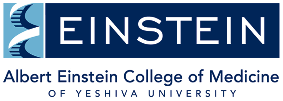 EINSTEIN
Albert Einstein College of Medicine
OF YESHIVA UNIVERSITY